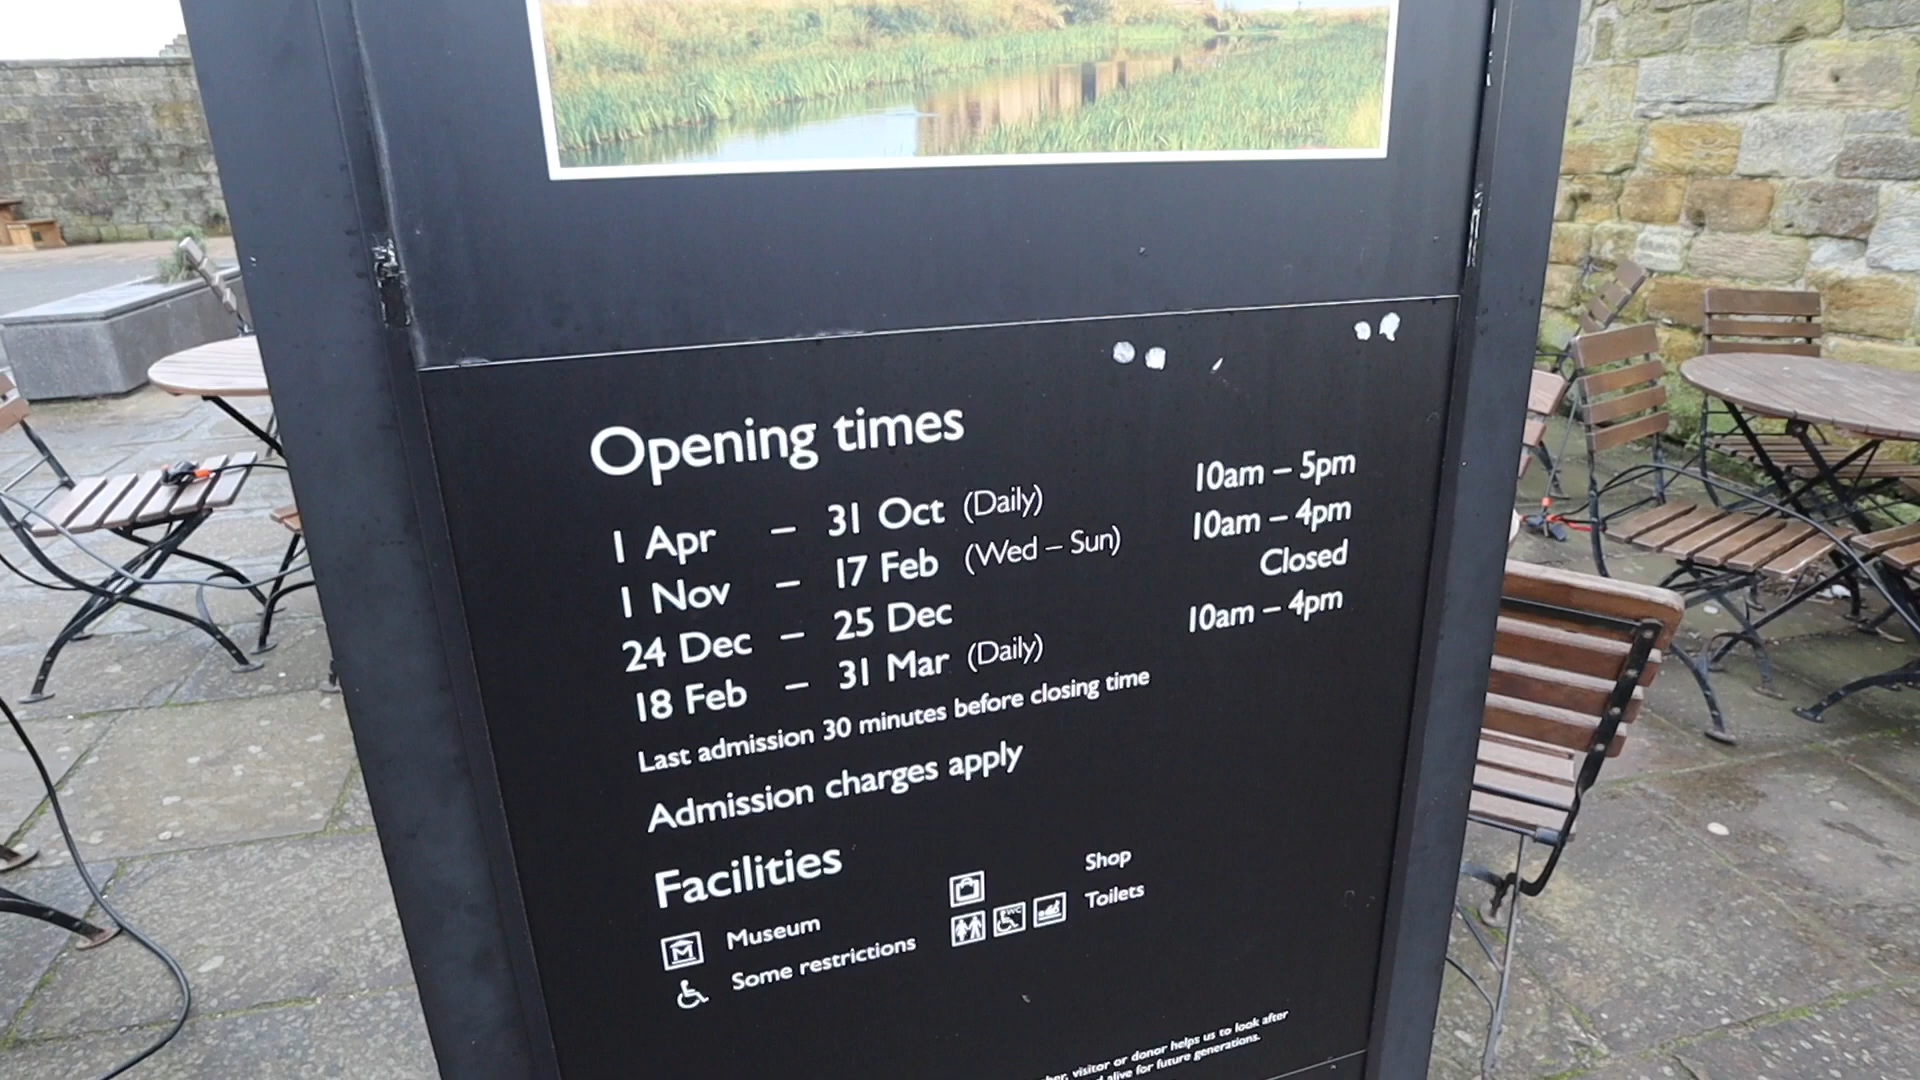 Opening times
1 Apr – 31 Oct (Daily) 10am – 5pm
1 Nov – 17 Feb (Wed – Sun) 10am – 4pm
24 Dec – 25 Dec Closed
18 Feb – 31 Mar (Daily) 10am – 4pm
Last admission 30 minutes before closing time
Admission charges apply
Facilities
M Museum
Shop
Some restrictions
WC Toilets
visitor or donor helps us to look after
alive for future generations.